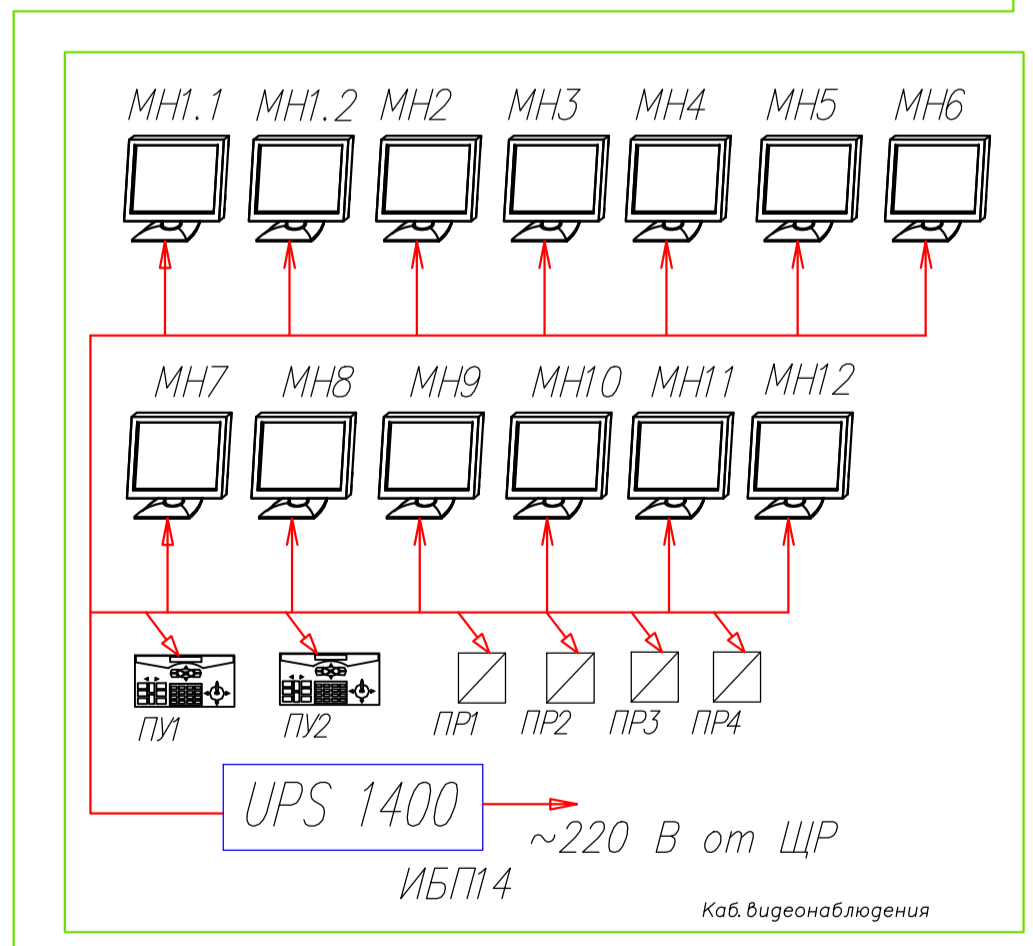 МН1.1 МН1.2 МН2 МН3 МН4 МН5 МН6
МН7 МН8 МН9 МН10 МН11 МН12
ПУ1 ПУ2 ПР1 ПР2 ПР3 ПР4
UPS 1400
~220 В от ЩР
ИБП14
Каб. видеонаблюдения